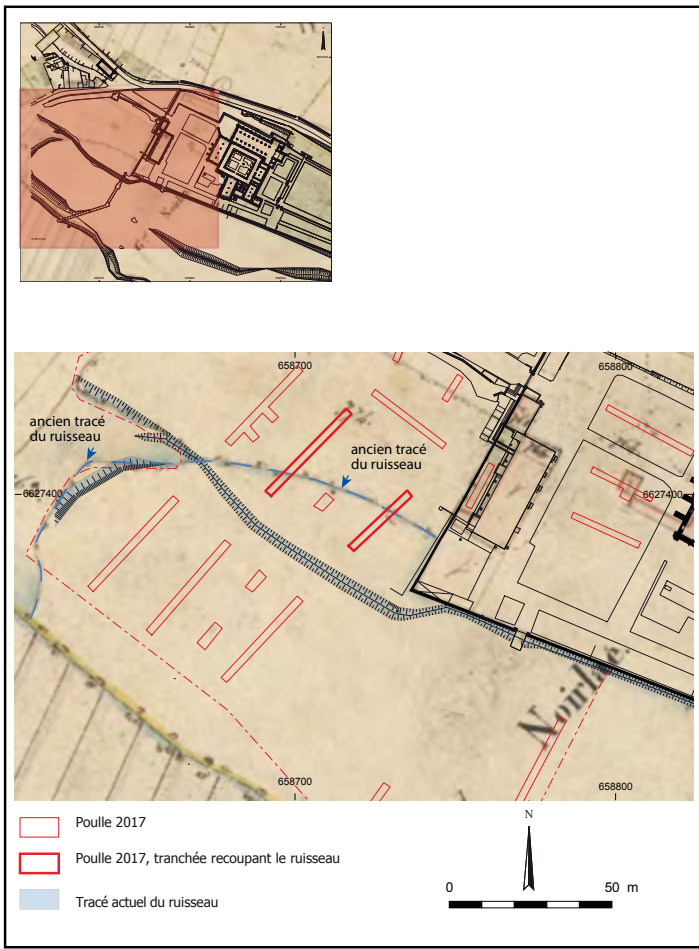 658700
658800
ancien tracé
du ruisseau
ancien tracé
du ruisseau
6627400
6627400
Noirlac.
658700
658800
Poulle 2017
Poulle 2017, tranchée recoupant le ruisseau
Tracé actuel du ruisseau
N
0 50 m